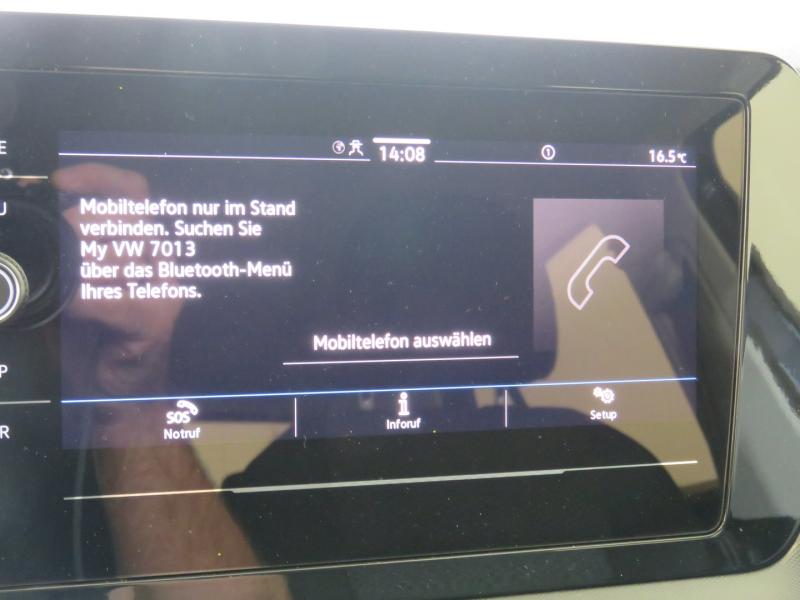 14:08
1
16.5°C
Mobiltelefon nur im Stand
verbinden. Suchen Sie
My VW 7013
über das Bluetooth-Menü
Ihres Telefons.
Mobiltelefon auswählen
SOS
Notruf
Inforuf
Setup
E
U
P
R